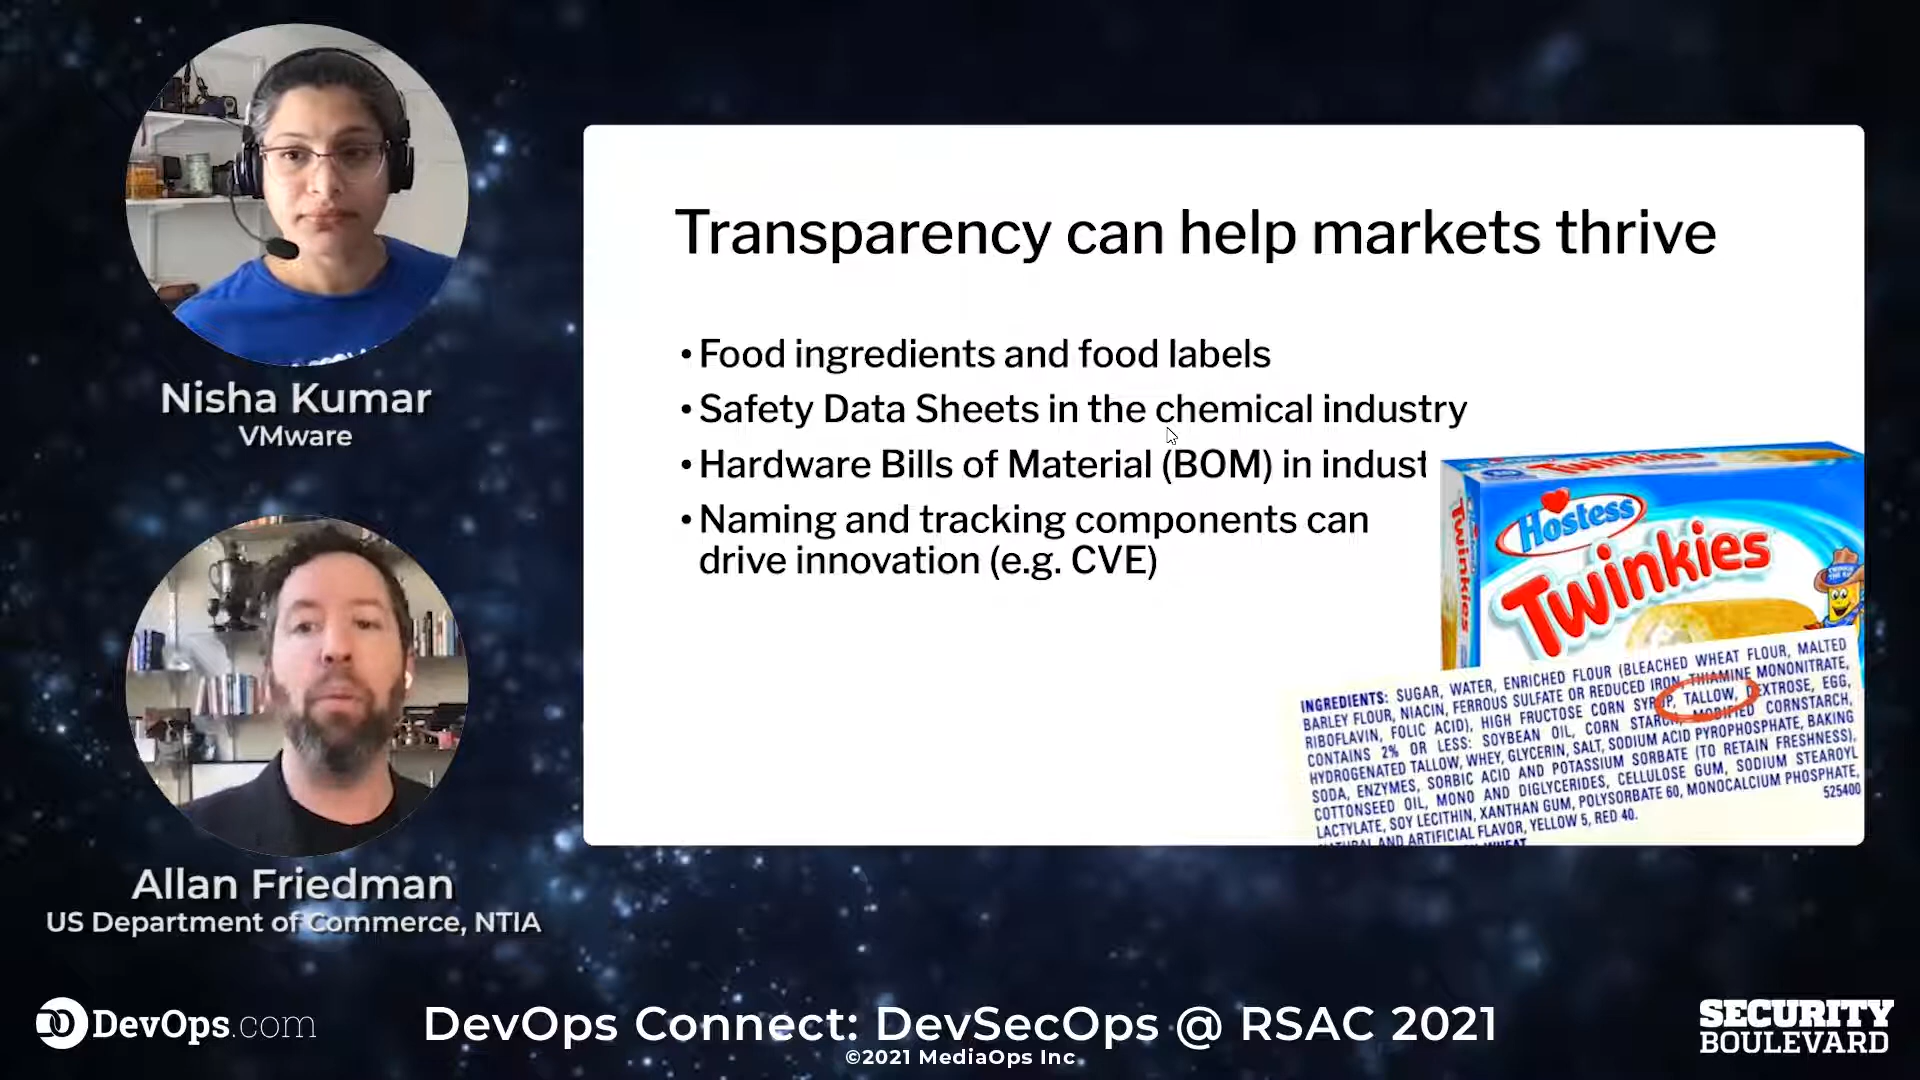 Nisha Kumar
VMware
Allan Friedman
US Department of Commerce, NTIA
Transparency can help markets thrive
• Food ingredients and food labels
• Safety Data Sheets in the chemical industry
• Hardware Bills of Material (BOM) in indust
• Naming and tracking components can
drive innovation (e.g. CVE)
Twinkies
Twinkies
Hostess
Twinkies
INGREDIENTS: SUGAR, WATER, ENRICHED FLOUR (BLEACHED WHEAT FLOUR, MALTED
BARLEY FLOUR, NIACIN, FERROUS SULFATE OR REDUCED IRON, THIAMINE MONONITRATE,
RIBOFLAVIN, FOLIC ACID), HIGH FRUCTOSE CORN SYRUP, TALLOW, DEXTROSE, EGG,
CONTAINS 2% OR LESS: SOYBEAN OIL, CORN STARCH, MODIFIED CORNSTARCH,
HYDROGENATED TALLOW, WHEY, GLYCERIN, SALT, SODIUM ACID PYROPHOSPHATE, BAKING
SODA, ENZYMES, SORBIC ACID AND POTASSIUM SORBATE (TO RETAIN FRESHNESS),
COTTONSEED OIL, MONO AND DIGLYCERIDES, CELLULOSE GUM, SODIUM STEAROYL
LACTYLATE, SOY LECITHIN, XANTHAN GUM, POLYSORBATE 60, MONOCALCIUM PHOSPHATE,
NATURAL AND ARTIFICIAL FLAVOR, YELLOW 5, RED 40.
525400
WHEAT
DevOps.com
DevOps Connect: DevSecOps @ RSAC 2021
©2021 MediaOps Inc
SECURITY
BOULEVARD